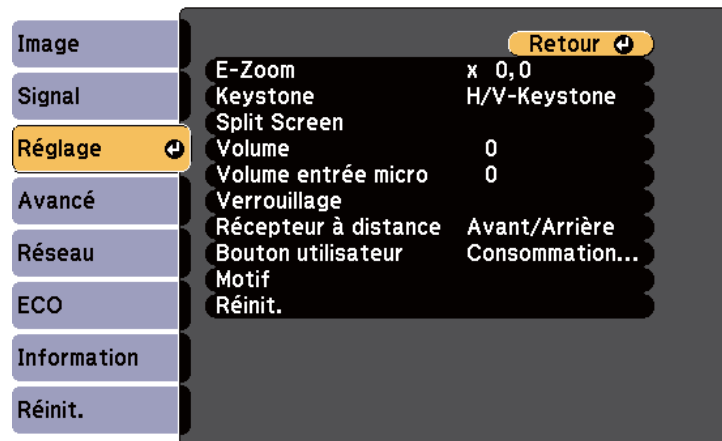 Image
Signal
Réglage
Avancé
Réseau
ECO
Information
Réinit.
Retour
E-Zoom x 0,0
Keystone H/V-Keystone
Split Screen
Volume 0
Volume entrée micro 0
Verrouillage
Récepteur à distance Avant/Arrière
Bouton utilisateur Consommation...
Motif
Réinit.